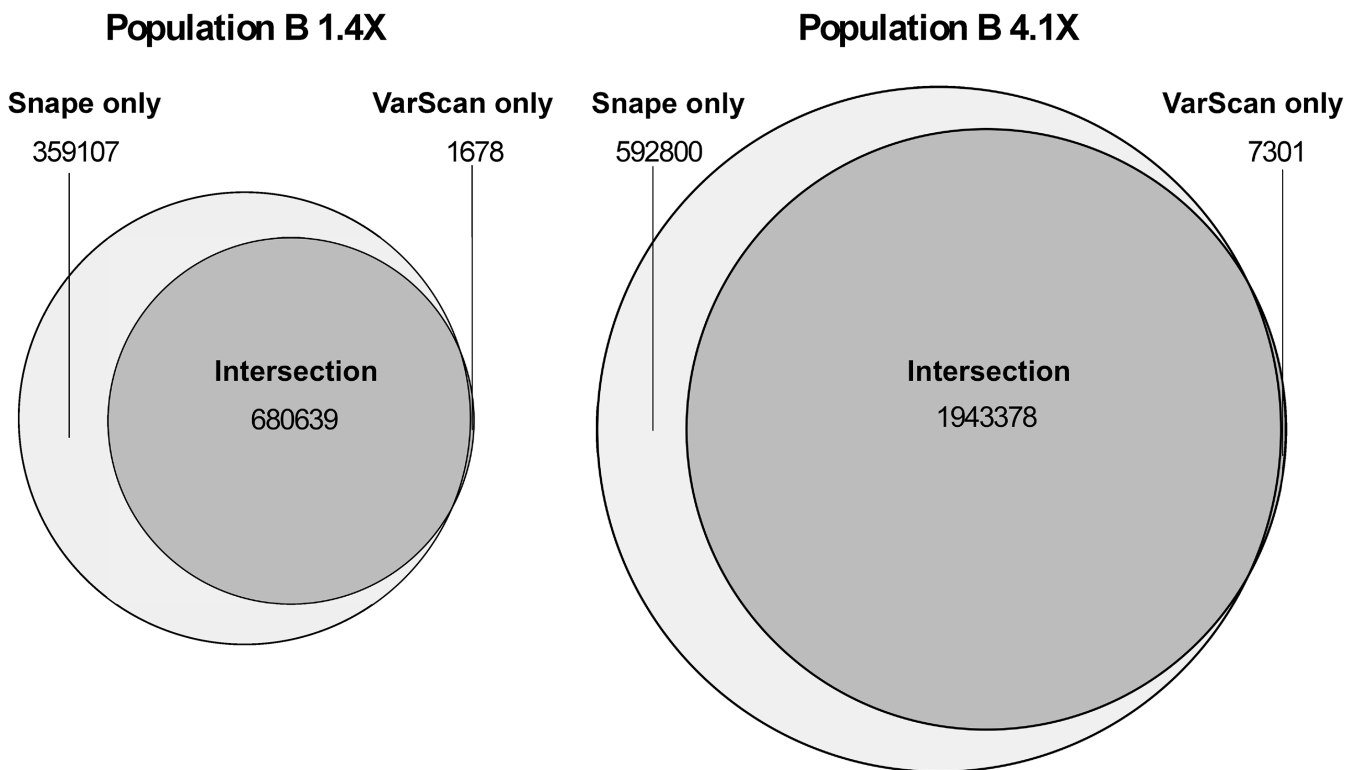 Population B 1.4X
Snape only
359107
VarScan only
1678
Intersection
680639
Population B 4.1X
Snape only
592800
VarScan only
7301
Intersection
1943378